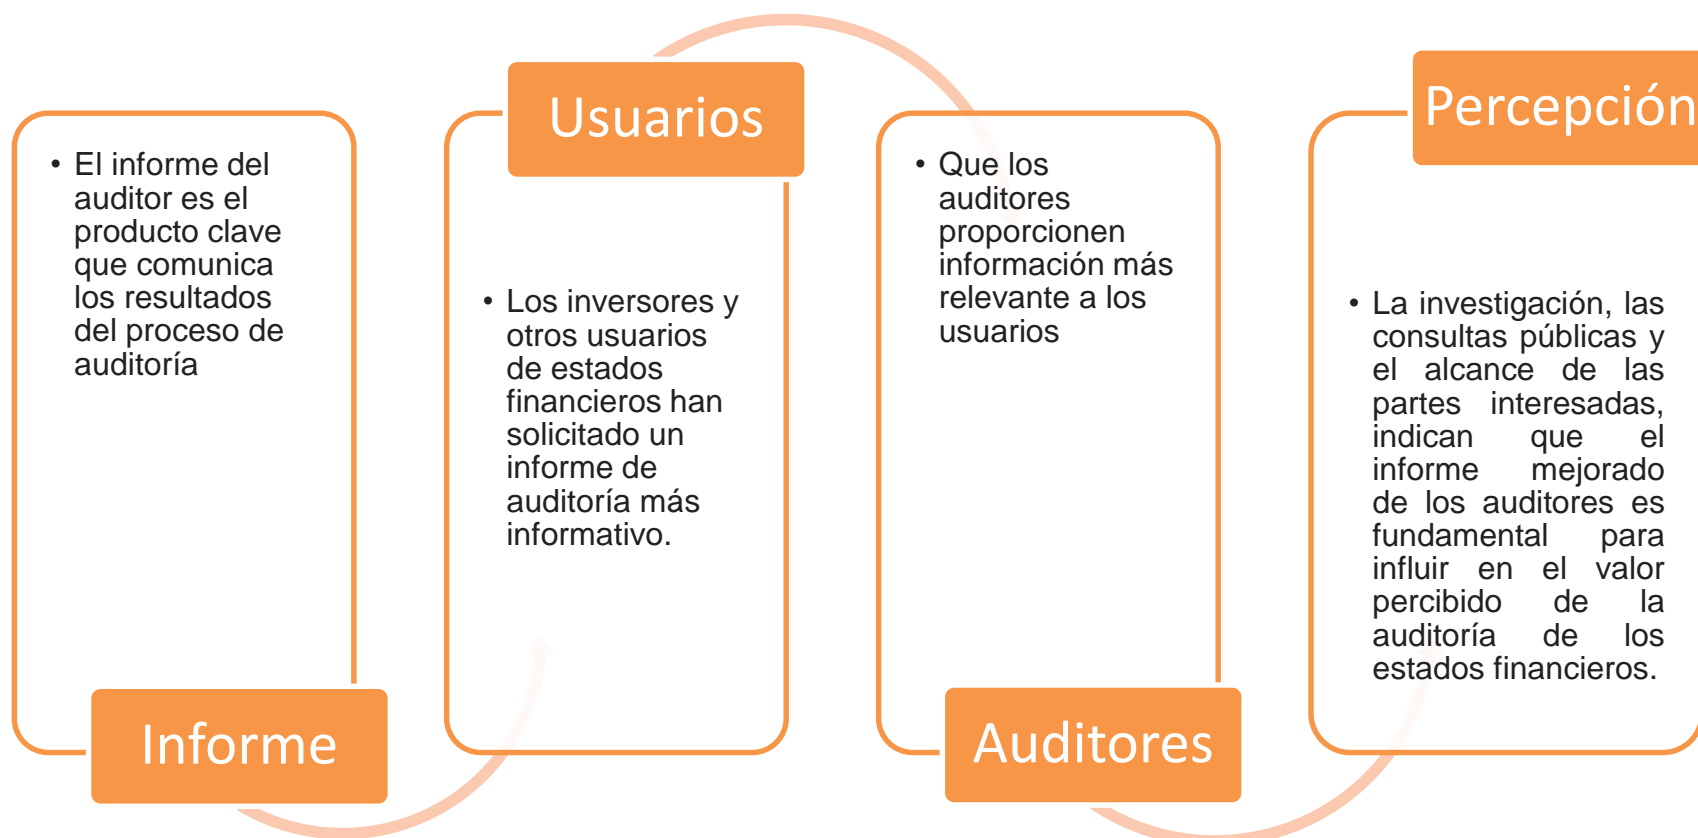 El informe del
auditor es el
producto clave
que comunica
los resultados
del proceso de
auditoría
Informe
Usuarios
Los inversores y
otros usuarios
de estados
financieros han
solicitado un
informe de
auditoría más
informativo.
Que los
auditores
proporcionen
información más
relevante a los
usuarios
Auditores
Percepción
La investigación, las
consultas públicas y
el alcance de las
partes interesadas,
indican que el
informe mejorado
de los auditores es
fundamental para
influir en el valor
percibido de la
auditoría de los
estados financieros.